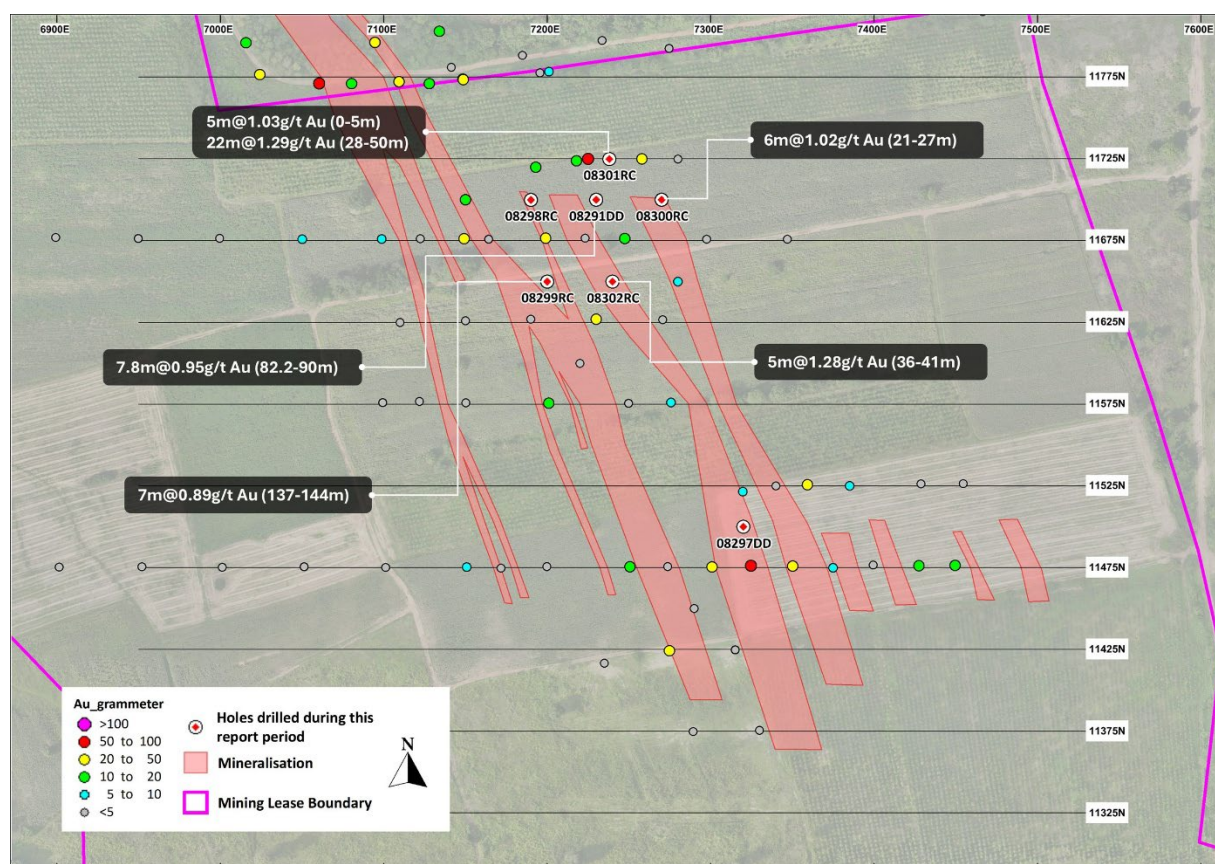 6900E 7000E 7100E 7200E 7300E 7400E 7500E 7600E
11775N
5m@1.03g/t Au (0-5m)
22m@1.29g/t Au (28-50m)
6m@1.02g/t Au (21-27m)
11725N
08301RC
08298RC 08291DD 08300RC
11675N
08299RC 08302RC
11625N
7.8m@0.95g/t Au (82.2-90m)
5m@1.28g/t Au (36-41m)
11575N
7m@0.89g/t Au (137-144m)
11525N
08297DD
11475N
11425N
Au_grammeter
>100
50 to 100
20 to 50
10 to 20
5 to 10
<5
Holes drilled during this
report period
Mineralisation
Mining Lease Boundary
N
11375N
11325N